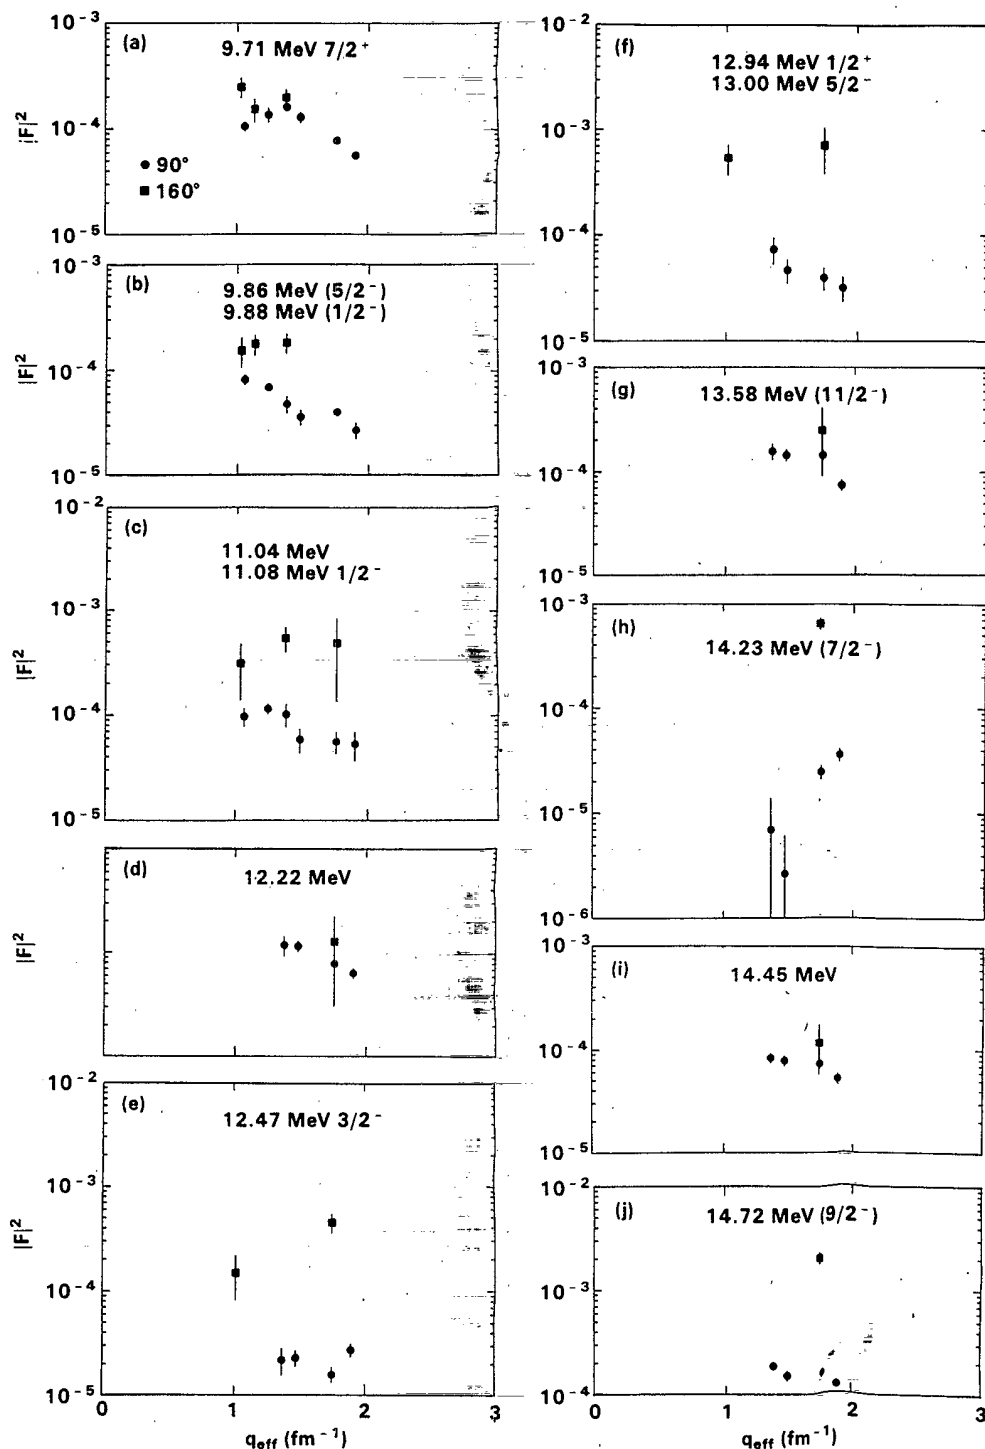 10⁻³
(a)
9.71 MeV 7/2⁺
|F|²
10⁻⁴
● 90°
■ 160°
10⁻⁵
10⁻³
(b)
9.86 MeV (5/2⁻)
9.88 MeV (1/2⁻)
|F|²
10⁻⁴
10⁻⁵
10⁻²
(c)
11.04 MeV
11.08 MeV 1/2⁻
10⁻³
|F|²
10⁻⁴
10⁻⁵
(d)
12.22 MeV
|F|²
0 1 2 3
10⁻²
(e)
12.47 MeV 3/2⁻
10⁻³
|F|²
10⁻⁴
10⁻⁵
0 1 2 3
q eff (fm⁻¹)
10⁻²
(f)
12.94 MeV 1/2⁺
13.00 MeV 5/2⁻
10⁻³
10⁻⁴
10⁻⁵
10⁻³
(g)
13.58 MeV (11/2⁻)
10⁻⁴
10⁻⁵
10⁻³
(h)
14.23 MeV (7/2⁻)
10⁻⁴
10⁻⁵
10⁻⁶
10⁻³
(i)
14.45 MeV
10⁻⁴
10⁻⁵
10⁻²
(j)
14.72 MeV (9/2⁻)
10⁻³
10⁻⁴
0 1 2 3
q eff (fm⁻¹)